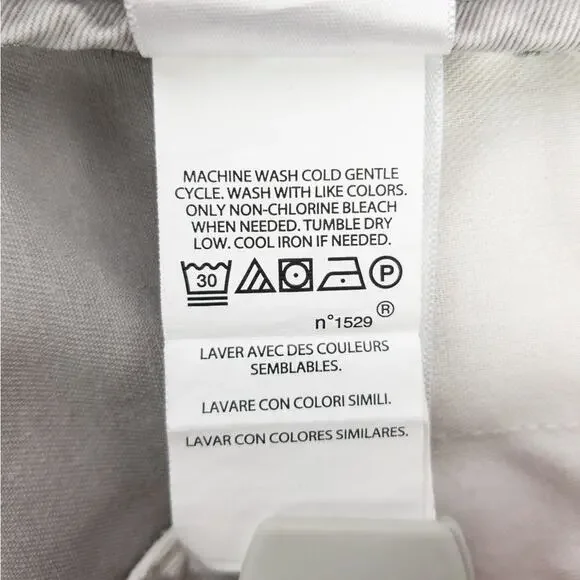 MACHINE WASH COLD GENTLE
CYCLE. WASH WITH LIKE COLORS.
ONLY NON-CHLORINE BLEACH
WHEN NEEDED. TUMBLE DRY
LOW. COOL IRON IF NEEDED.
30 P
n°1529 ®
LAVER AVEC DES COULEURS
SEMBLABLES.
LAVARE CON COLORI SIMILI.
LAVAR CON COLORES SIMILARES.